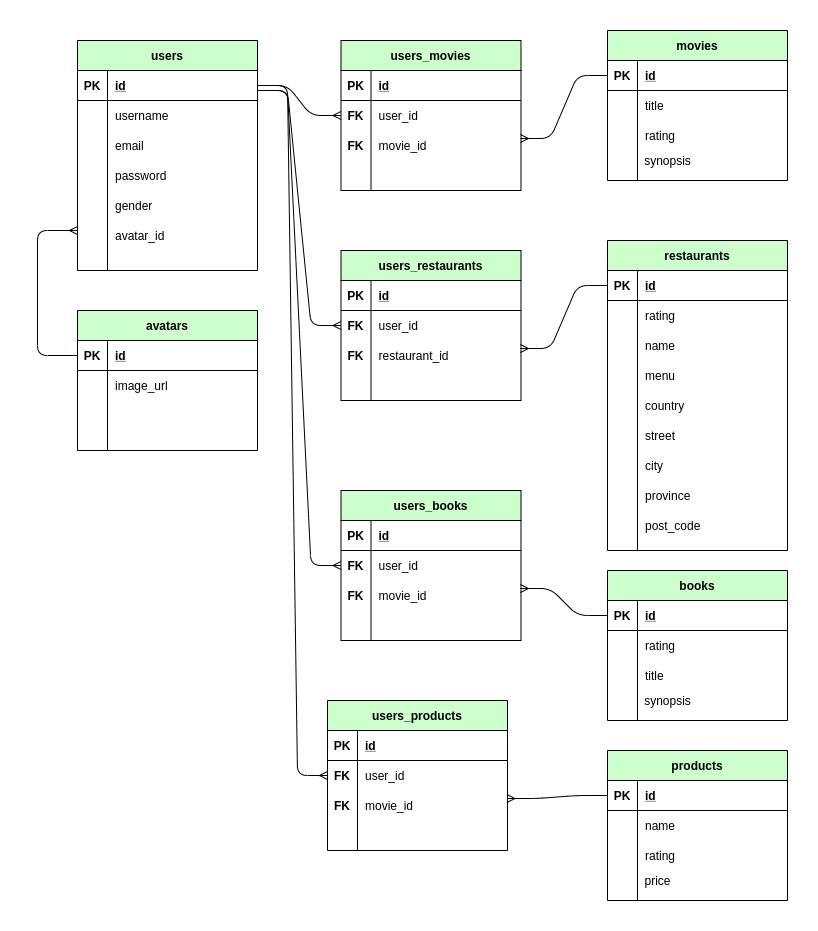 users
PK id
username
email
password
gender
avatar_id
avatars
PK id
image_url
users_movies
PK id
FK user_id
FK movie_id
users_restaurants
PK id
FK user_id
FK restaurant_id
users_books
PK id
FK user_id
FK movie_id
users_products
PK id
FK user_id
FK movie_id
movies
PK id
title
rating
synopsis
restaurants
PK id
rating
name
menu
country
street
city
province
post_code
books
PK id
rating
title
synopsis
products
PK id
name
rating
price